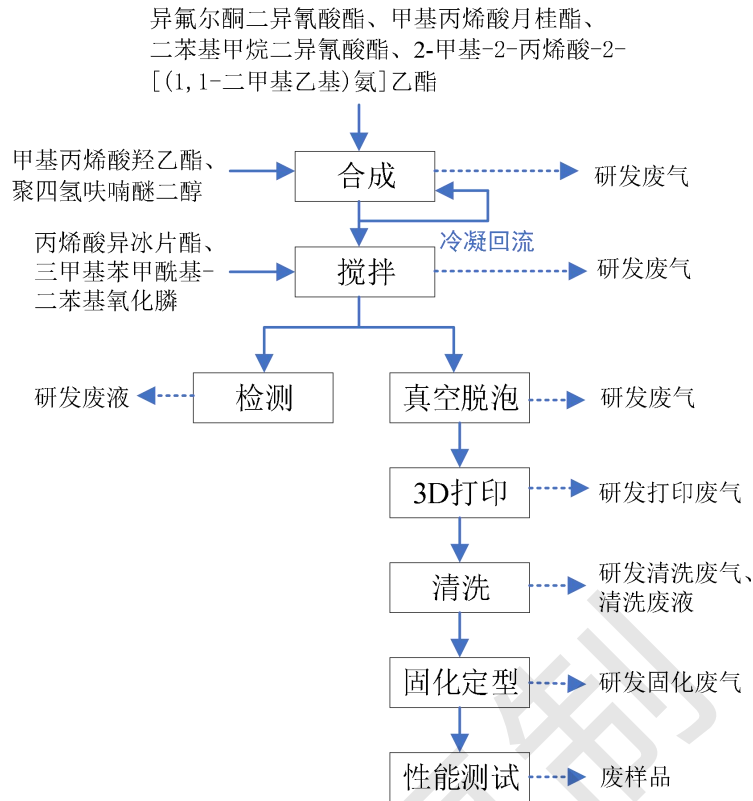 异氟尔酮二异氰酸酯、甲基丙烯酸月桂酯、
二苯基甲烷二异氰酸酯、2-甲基-2-丙烯酸-2-
[(1,1-二甲基乙基)氨]乙酯
甲基丙烯酸羟乙酯、
聚四氢呋喃醚二醇
合成
研发废气
冷凝回流
丙烯酸异冰片酯、
三甲基苯甲酰基-
二苯基氧化膦
搅拌
研发废气
研发废液
检测
真空脱泡
研发废气
3D打印
研发打印废气
清洗
研发清洗废气、
清洗废液
固化定型
研发固化废气
性能测试
废样品
制